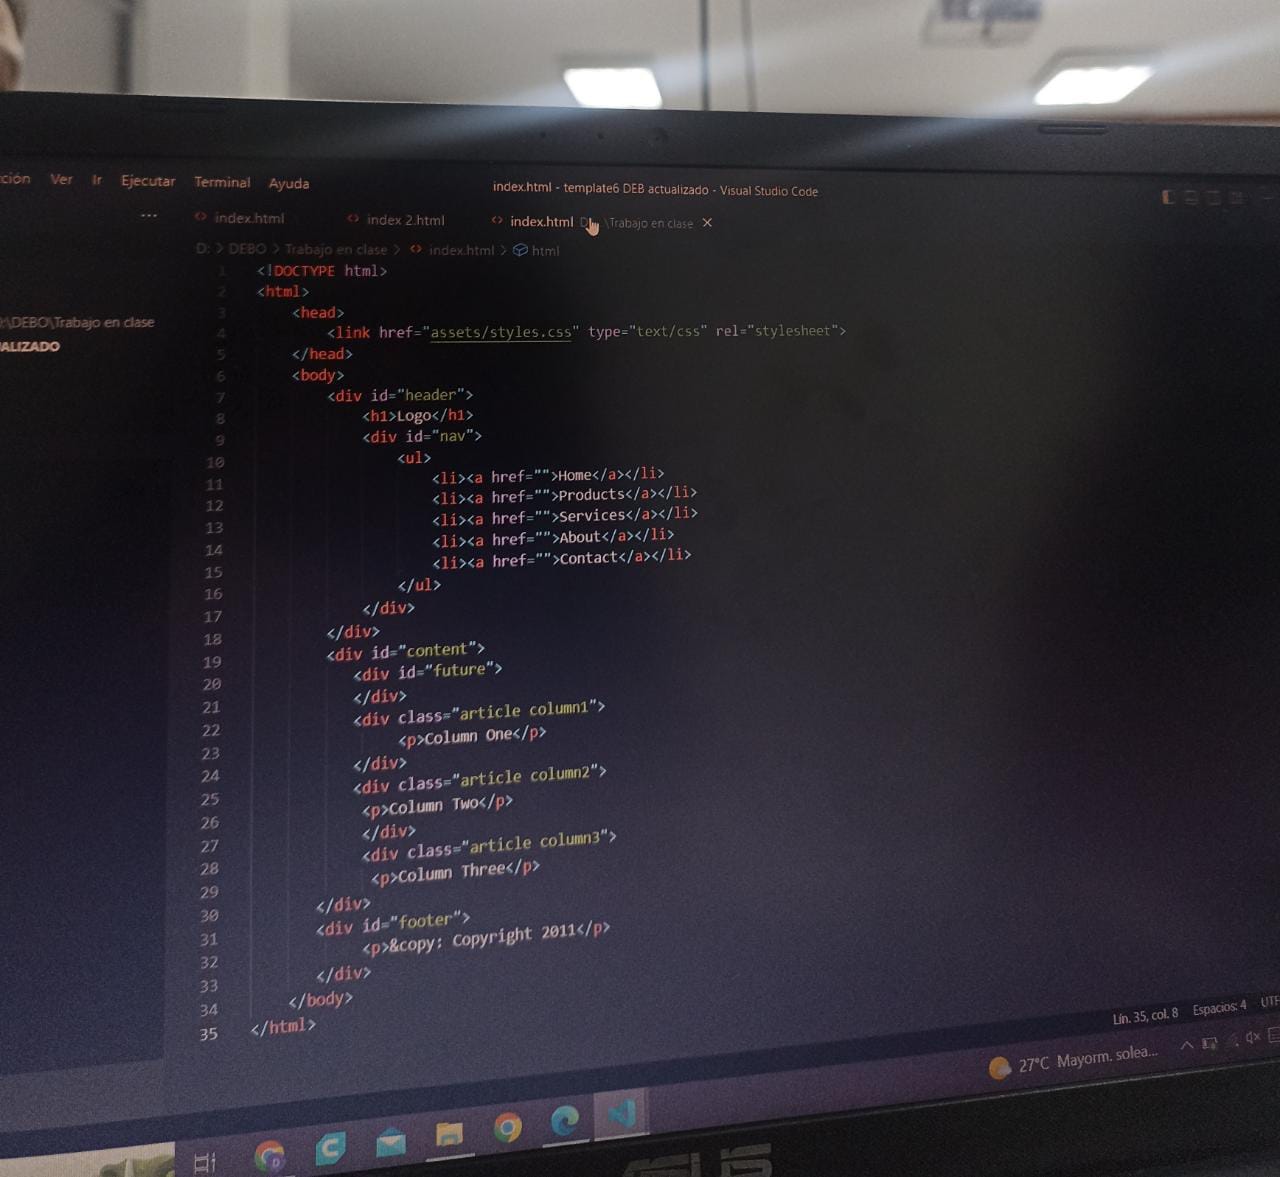 ción Ver Ir Ejecutar Terminal Ayuda
index.html - template6 DEB actualizado - Visual Studio Code
... index.html index 2.html index.html D \Trabajo en clase ×
D: > DEBO > Trabajo en clase > index.html > html
:\DEBO\Trabajo en clase
ALIZADO
1 <!DOCTYPE html>
2 <html>
3 <head>
4 <link href="assets/styles.css" type="text/css" rel="stylesheet">
5 </head>
6 <body>
7 <div id="header">
8 <h1>Logo</h1>
9 <div id="nav">
10 <ul>
11 <li><a href="">Home</a></li>
12 <li><a href="">Products</a></li>
13 <li><a href="">Services</a></li>
14 <li><a href="">About</a></li>
15 <li><a href="">Contact</a></li>
16 </ul>
17 </div>
18 </div>
19 <div id="content">
20 <div id="future">
21 </div>
22 <div class="article column1">
23 <p>Column One</p>
24 </div>
25 <div class="article column2">
26 <p>Column Two</p>
27 </div>
28 <div class="article column3">
29 <p>Column Three</p>
30 </div>
31 <div id="footer">
32 <p>&copy: Copyright 2011</p>
33 </div>
34 </body>
35 </html>
Lín. 35, col. 8 Espacios: 4 UTF
27°C Mayorm. solea...
ASUS